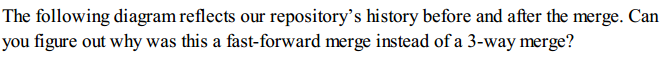 The following diagram reflects our repository’s history before and after the merge. Can
you figure out why was this a fast-forward merge instead of a 3-way merge?